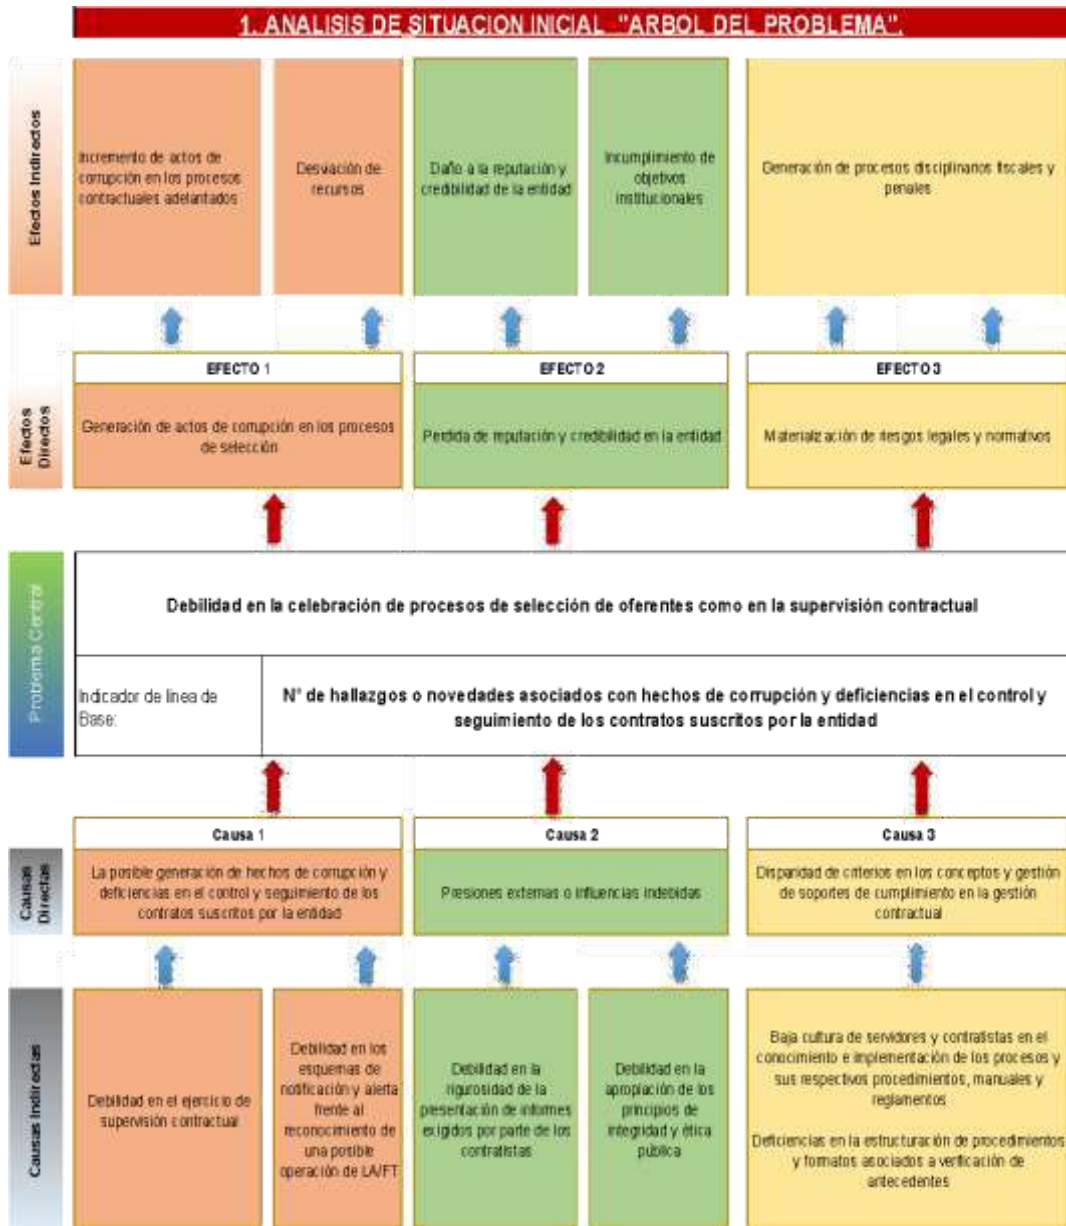 1. ANALISIS DE SITUACION INICIAL "ARBOL DEL PROBLEMA".
Efectos Indirectos
Incremento de actos de
corrupción en los procesos
contractuales adelantados
Desviación de
recursos
Daño a la reputación y
credibilidad de la entidad
Incumplimiento de
objetivos
institucionales
Generación de procesos disciplinarios fiscales y
penales
Efectos
Directos
EFECTO 1
Generación de actos de corrupción en los procesos
de selección
EFECTO 2
Perdida de reputación y credibilidad en la entidad
EFECTO 3
Materialización de riesgos legales y normativos
Problema Central
Debilidad en la celebración de procesos de selección de oferentes como en la supervisión contractual
Indicador de línea de
Base:
N° de hallazgos o novedades asociados con hechos de corrupción y deficiencias en el control y
seguimiento de los contratos suscritos por la entidad
Causas
Directas
Causa 1
La posible generación de hechos de corrupción y
deficiencias en el control y seguimiento de los
contratos suscritos por la entidad
Causa 2
Presiones externas o influencias indebidas
Causa 3
Disparidad de criterios en los conceptos y gestión
de soportes de cumplimiento en la gestión
contractual
Causas Indirectas
Debilidad en el ejercicio de
supervisión contractual
Debilidad en los
esquemas de
notificación y alerta
frente al
reconocimiento de
una posible
operación de LA/FT
Debilidad en la
rigurosidad de la
presentación de informes
exigidos por parte de los
contratistas
Debilidad en la
apropiación de los
principios de
integridad y ética
pública
Baja cultura de servidores y contratistas en el
conocimiento e implementación de los procesos y
sus respectivos procedimientos, manuales y
reglamentos
Deficiencias en la estructuración de procedimientos
y formatos asociados a verificación de
antecedentes